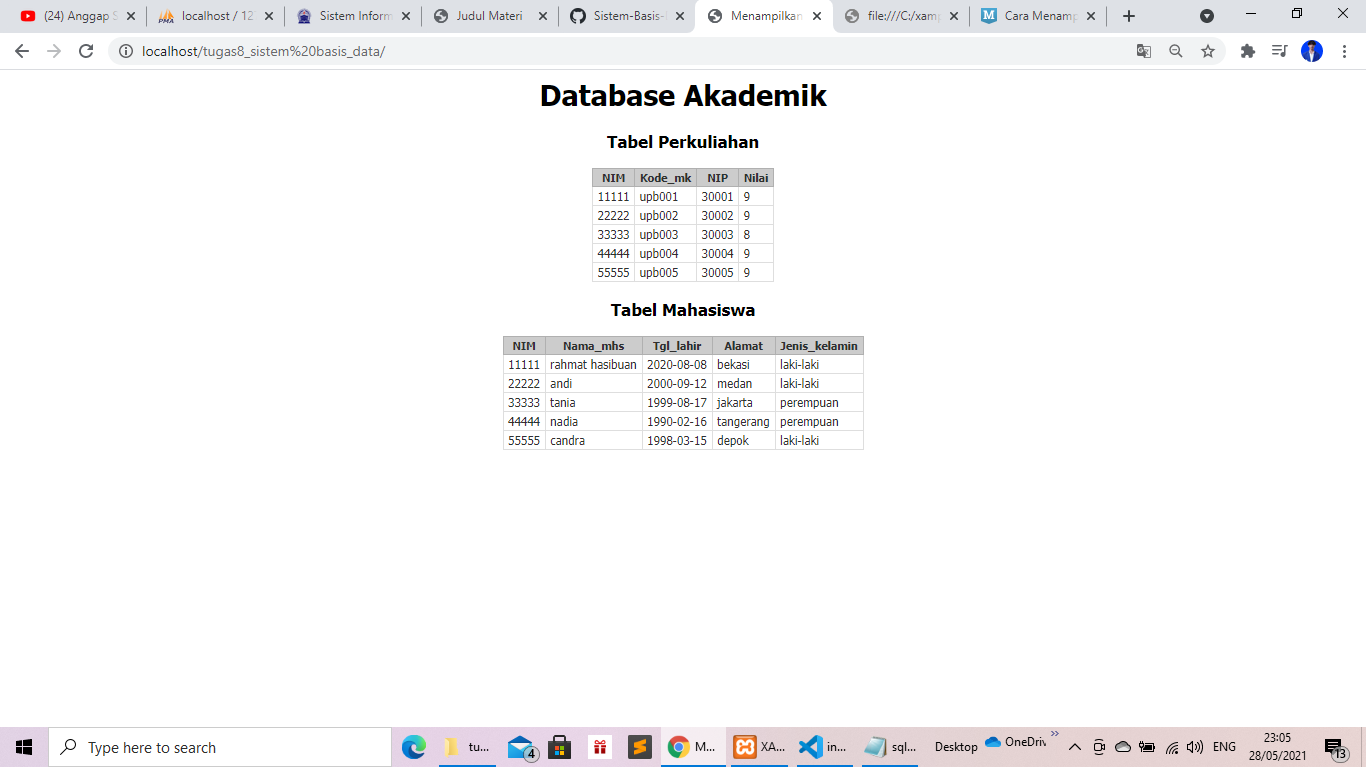 (24) Anggap S localhost / 12 Sistem Inform Judul Materi Sistem-Basis- Menampilkan file:///C:/xam Cara Menamp
localhost/tugas8_sistem%20basis_data/
Database Akademik
Tabel Perkuliahan
NIM Kode_mk NIP Nilai
11111 upb001 30001 9
22222 upb002 30002 9
33333 upb003 30003 8
44444 upb004 30004 9
55555 upb005 30005 9
Tabel Mahasiswa
NIM Nama_mhs Tgl_lahir Alamat Jenis_kelamin
11111 rahmat hasibuan 2020-08-08 bekasi laki-laki
22222 andi 2000-09-12 medan laki-laki
33333 tania 1999-08-17 jakarta perempuan
44444 nadia 1990-02-16 tangerang perempuan
55555 candra 1998-03-15 depok laki-laki
Type here to search 4 tu... M... XA... in... sql... Desktop OneDriv ENG 23:05
28/05/2021 13